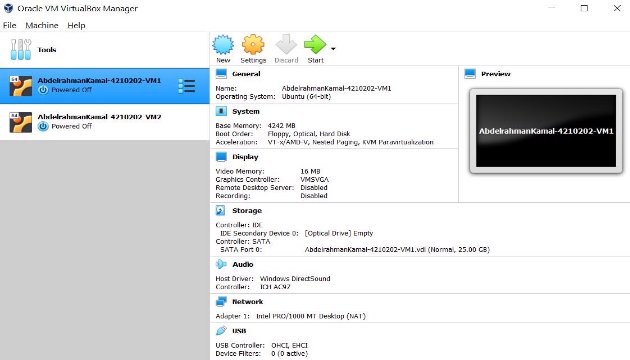 Oracle VM VirtualBox Manager
File Machine Help
Tools
New Settings Discard Start
64 AbdelrahmanKamal-4210202-VM1
Powered Off
64 AbdelrahmanKamal-4210202-VM2
Powered Off
General
Name: AbdelrahmanKamal-4210202-VM1
Operating System: Ubuntu (64-bit)
System
Base Memory: 4242 MB
Boot Order: Floppy, Optical, Hard Disk
Acceleration: VT-x/AMD-V, Nested Paging, KVM Paravirtualization
Display
Video Memory: 16 MB
Graphics Controller: VMSVGA
Remote Desktop Server: Disabled
Recording: Disabled
Storage
Controller: IDE
IDE Secondary Device 0: [Optical Drive] Empty
Controller: SATA
SATA Port 0: AbdelrahmanKamal-4210202-VM1.vdi (Normal, 25.00 GB)
Audio
Host Driver: Windows DirectSound
Controller: ICH AC97
Network
Adapter 1: Intel PRO/1000 MT Desktop (NAT)
USB
USB Controller: OHCI, EHCI
Device Filters: 0 (0 active)
Preview
AbdelrahmanKamal-4210202-VM1